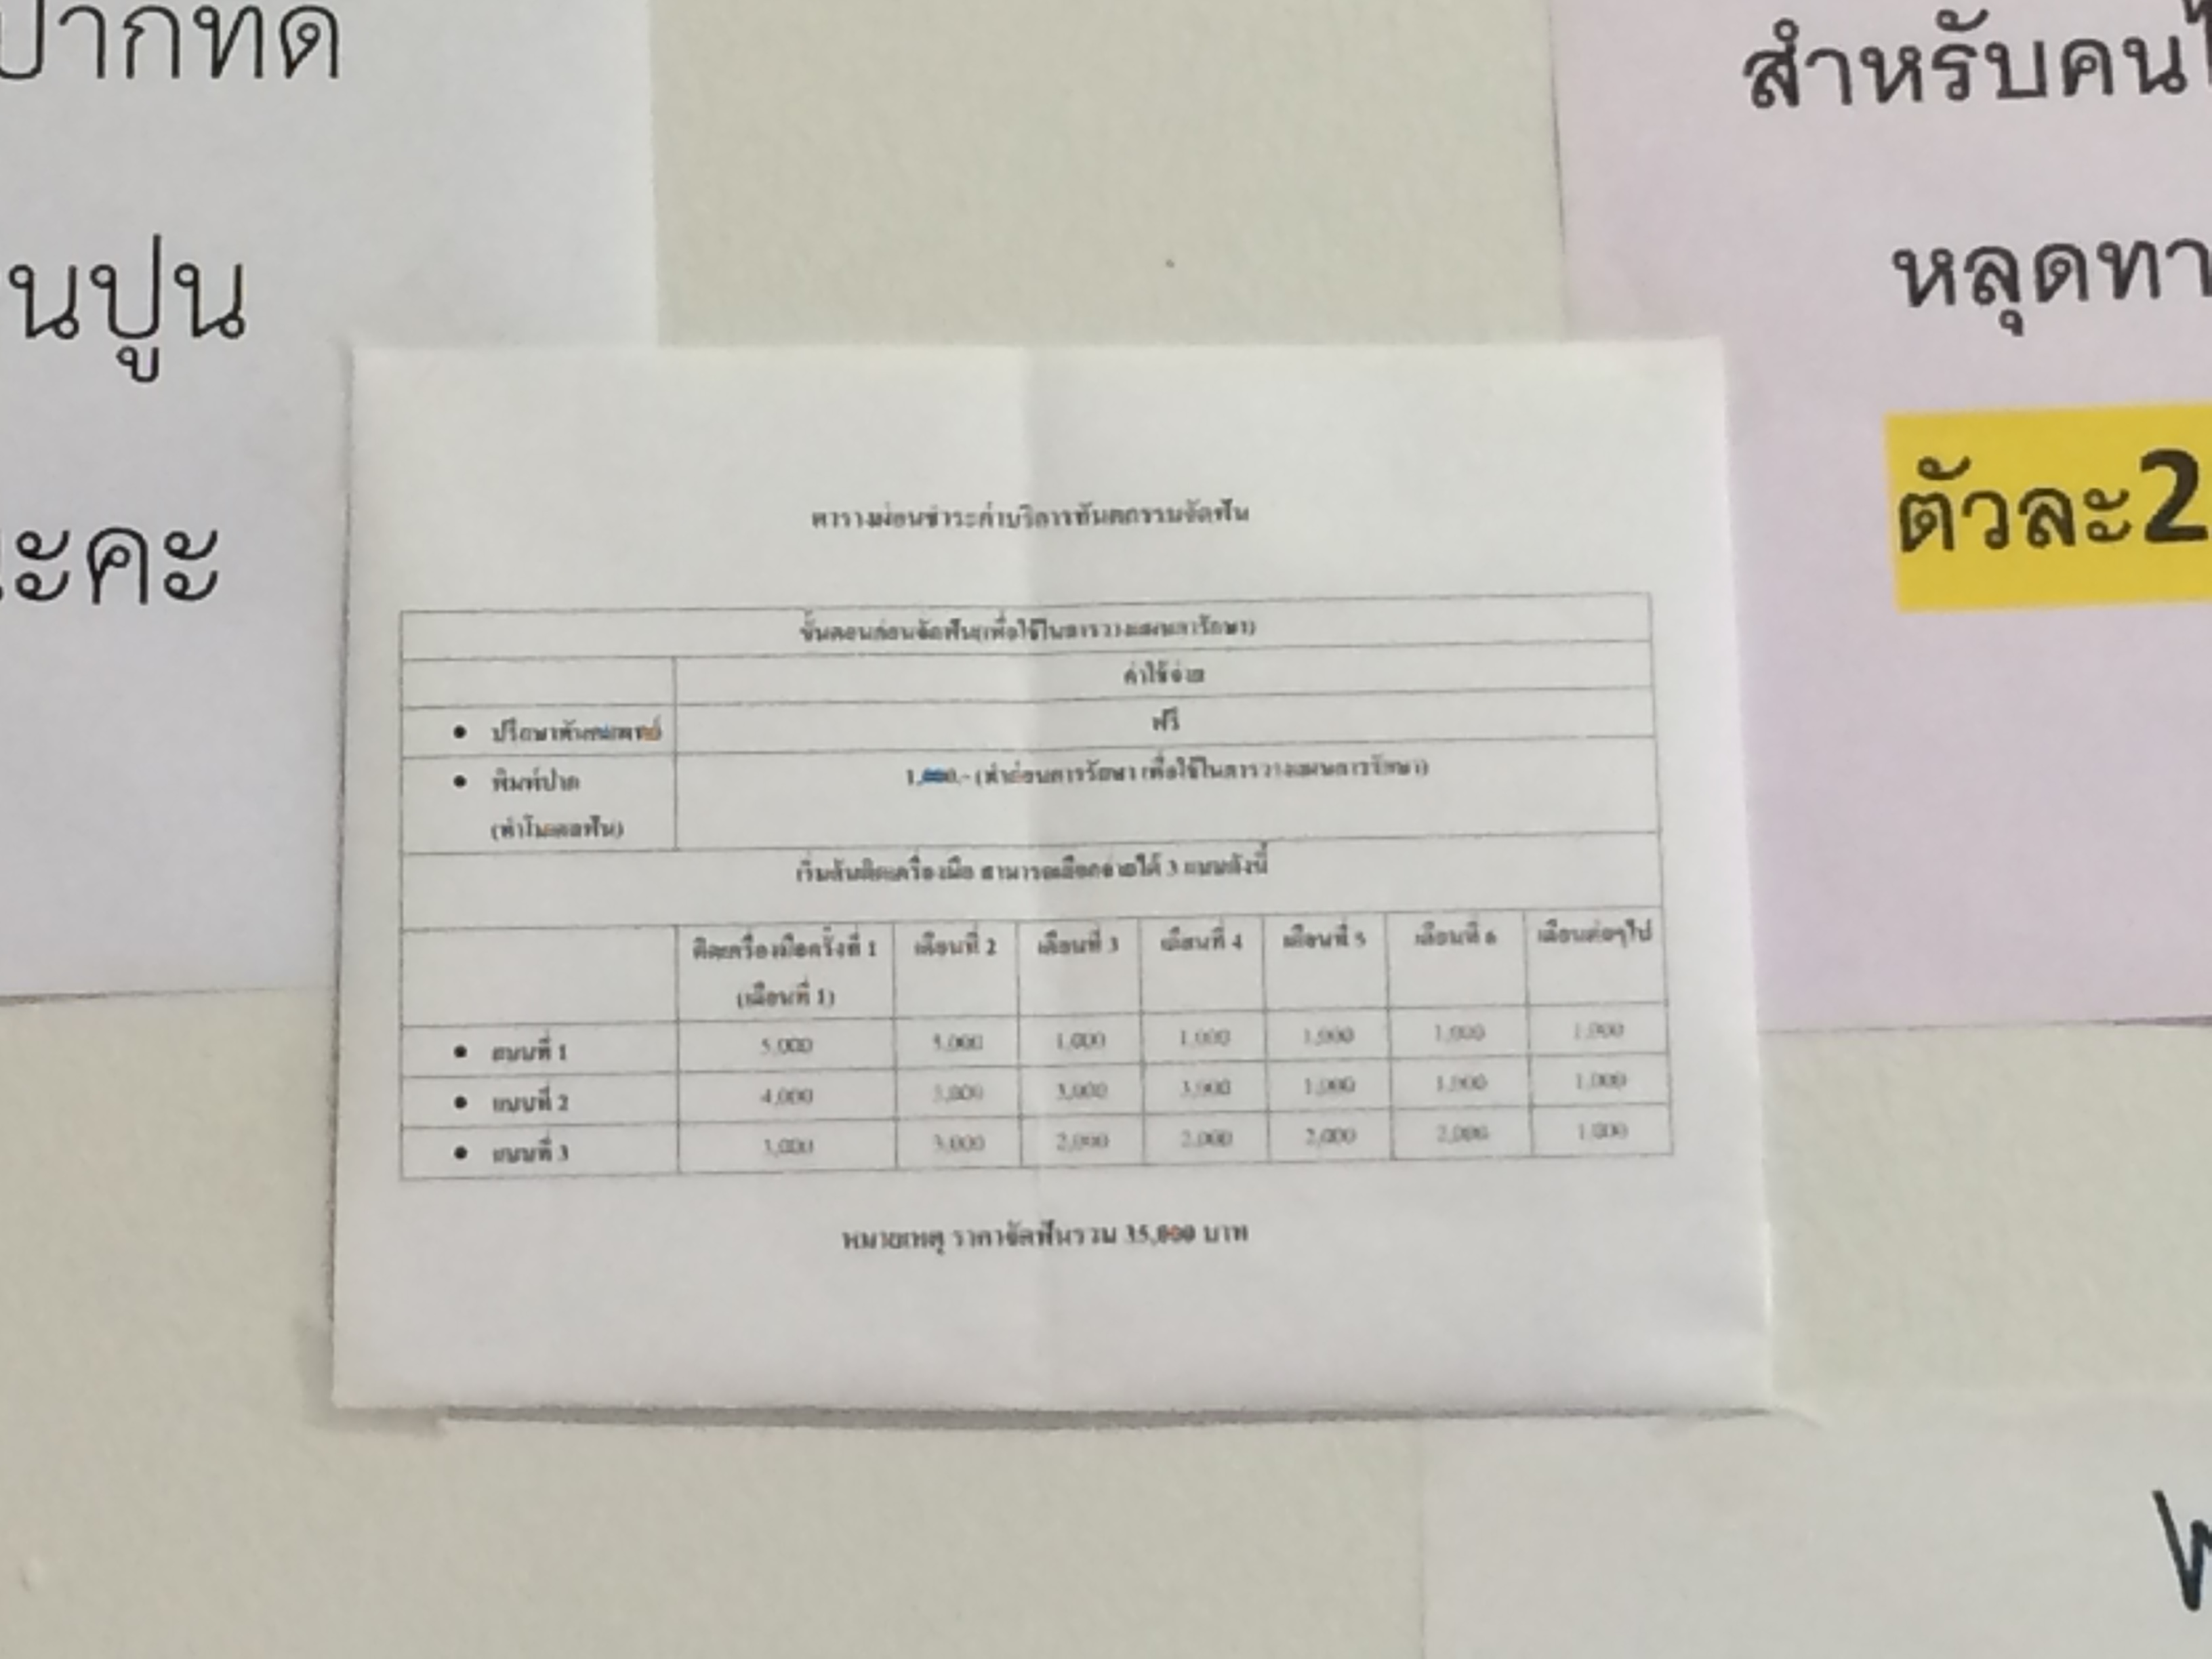 ปากทด
นปูน
ะคะ
สำหรับคน
หลุดทา
ตัวละ2
ตารางผ่อนชำระค่าบริการทันตกรรมจัดฟัน
ขั้นตอนก่อนจัดฟัน(เพื่อใช้ในการวางแผนการรักษา)
ค่าใช้จ่าย
• ปรึกษาทันตแพทย์ ฟรี
• พิมพ์ปาก 1,000.- (ทำก่อนการรักษา เพื่อใช้ในการวางแผนการรักษา)
(ทำโมเดลฟัน)
เริ่มต้นติดเครื่องมือ สามารถเลือกจ่ายได้ 3 แบบดังนี้
ติดเครื่องมือครั้งที่ 1 เดือนที่ 2 เดือนที่ 3 เดือนที่ 4 เดือนที่ 5 เดือนที่ 6 เดือนต่อๆไป
(เดือนที่ 1)
• แบบที่ 1 5,000 1,000 1,000 1,000 1,000 1,000
• แบบที่ 2 4,000 3,000 3,000 1,000 1,000 1,000
• แบบที่ 3 3,000 3,000 2,000 2,000 2,000 2,000 1,000
หมายเหตุ ราคาจัดฟันรวม 35,000 บาท